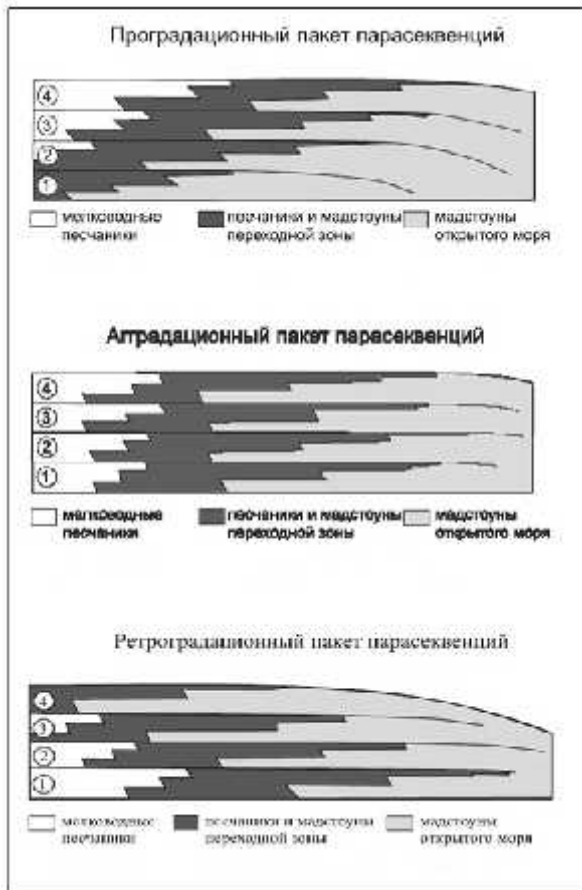 Проградационный пакет парасеквенций
4
3
2
1
мелководные песчаники и мадстоуны мадстоуны
песчаники переходной зоны открытого моря
Аградационный пакет парасеквенций
4
3
2
1
мелководные песчаники и мадстоуны мадстоуны
песчаники переходной зоны открытого моря
Ретроградационный пакет парасеквенций
4
3
2
1
мелководные песчаники и мадстоуны мадстоуны
песчаники переходной зоны открытого моря